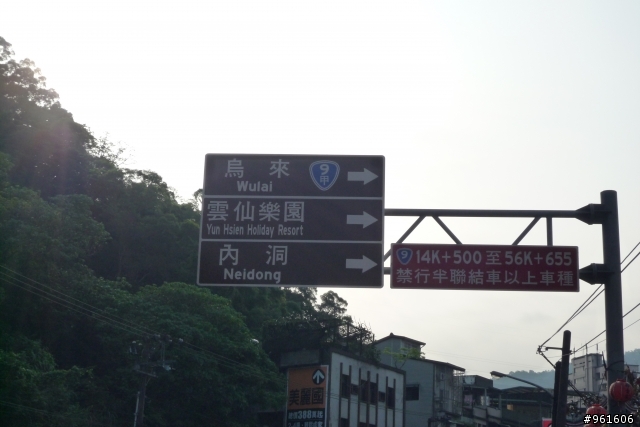 烏來
9甲
Wulai
雲仙樂園
Yun Hsien Holiday Resort
內洞
Neidong
9 14K+500至56K+655
禁行半聯結車以上車種
#961606